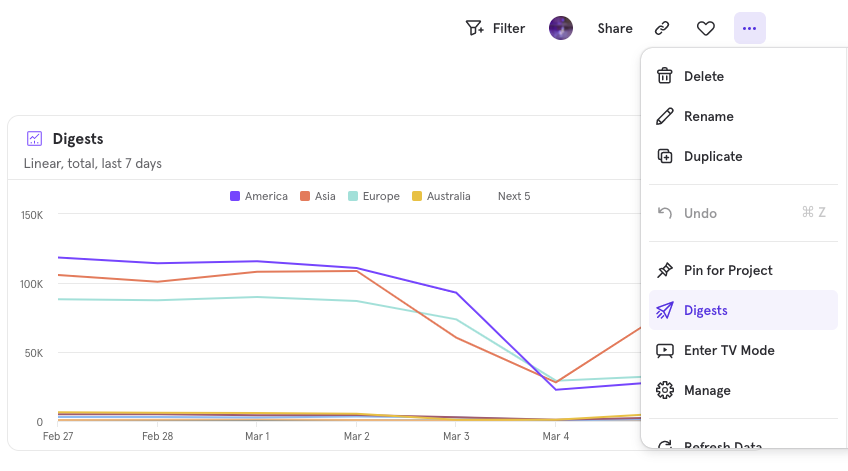 Filter
Share
Delete
Rename
Duplicate
Undo ⌘ Z
Pin for Project
Digests
Enter TV Mode
Manage
Refresh Data
Digests
Linear, total, last 7 days
America Asia Europe Australia Next 5
150K
100K
50K
0
Feb 27 Feb 28 Mar 1 Mar 2 Mar 3 Mar 4